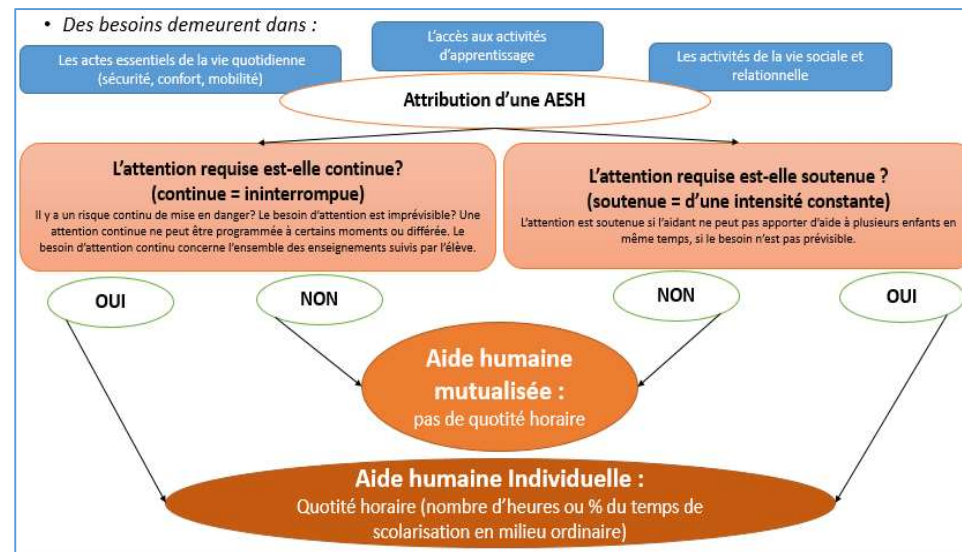 • Des besoins demeurent dans :
Les actes essentiels de la vie quotidienne
(sécurité, confort, mobilité)
L'accès aux activités
d'apprentissage
Les activités de la vie sociale et
relationnelle
Attribution d'une AESH
L'attention requise est-elle continue?
(continue = ininterrompue)
Il y a un risque continu de mise en danger? Le besoin d'attention est imprévisible? Une
attention continue ne peut être programmée à certains moments ou différée. Le
besoin d'attention continu concerne l'ensemble des enseignements suivis par l'élève.
L'attention requise est-elle soutenue ?
(soutenue = d'une intensité constante)
L'attention est soutenue si l'aidant ne peut pas apporter d'aide à plusieurs enfants en
même temps, si le besoin n'est pas prévisible.
OUI
NON
NON
OUI
Aide humaine
mutualisée :
pas de quotité horaire
Aide humaine Individuelle :
Quotité horaire (nombre d'heures ou % du temps de
scolarisation en milieu ordinaire)